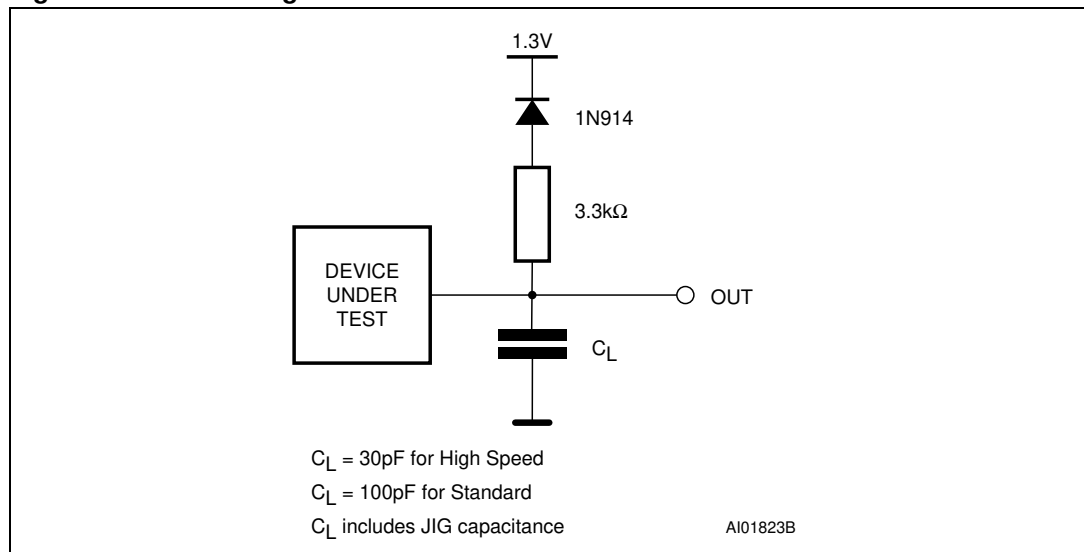 1.3V
1N914
3.3kΩ
DEVICE
UNDER
TEST
OUT
CL
CL = 30pF for High Speed
CL = 100pF for Standard
CL includes JIG capacitance
AI01823B